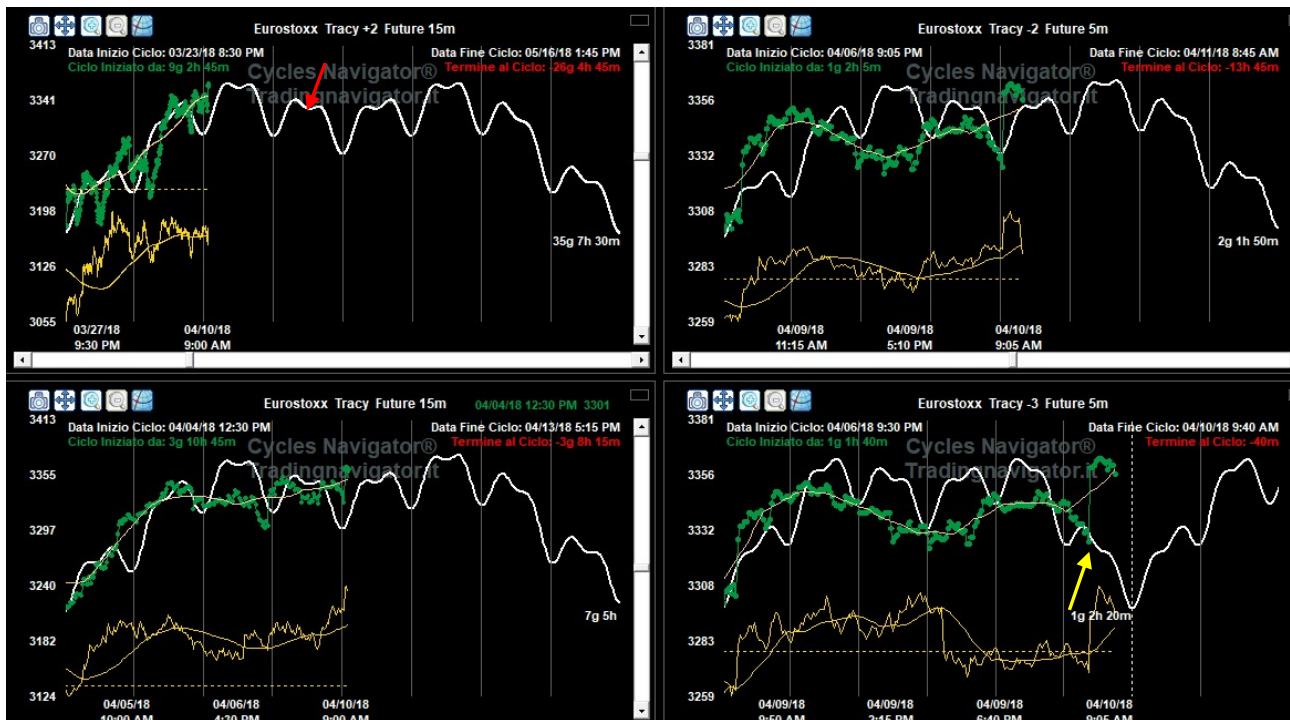 Eurostoxx Tracy +2 Future 15m
3413
Data Inizio Ciclo: 03/23/18 8:30 PM
Data Fine Ciclo: 05/16/18 1:45 PM
Ciclo Iniziato da: 9g 2h 45m
Termine al Ciclo: -26g 4h 45m
Cycles Navigator®
Tradingnavigator.it
3341
3270
3198
35g 7h 30m
3126
3055
03/27/18
9:30 PM
04/10/18
9:00 AM
Eurostoxx Tracy -2 Future 5m
3381
Data Inizio Ciclo: 04/06/18 9:05 PM
Data Fine Ciclo: 04/11/18 8:45 AM
Ciclo Iniziato da: 1g 2h 5m
Termine al Ciclo: -13h 45m
Cycles Navigator®
Tradingnavigator.it
3356
3332
3308
2g 1h 50m
3283
3259
04/09/18
11:15 AM
04/09/18
5:10 PM
04/10/18
9:05 AM
Eurostoxx Tracy Future 15m
04/04/18 12:30 PM 3301
3413
Data Inizio Ciclo: 04/04/18 12:30 PM
Data Fine Ciclo: 04/13/18 5:15 PM
Ciclo Iniziato da: 3g 10h 45m
Termine al Ciclo: -3g 8h 15m
Cycles Navigator®
Tradingnavigator.it
3355
3297
3240
7g 5h
3182
3124
04/05/18
10:00 AM
04/06/18
4:30 PM
04/10/18
9:00 AM
Eurostoxx Tracy -3 Future 5m
3381
Data Inizio Ciclo: 04/06/18 9:30 PM
Data Fine Ciclo: 04/10/18 9:40 AM
Ciclo Iniziato da: 1g 1h 40m
Termine al Ciclo: -40m
Cycles Navigator®
Tradingnavigator.it
3356
3332
3308
1g 2h 20m
3283
3259
04/09/18
9:50 AM
04/09/18
2:15 PM
04/09/18
6:40 PM
04/10/18
9:05 AM